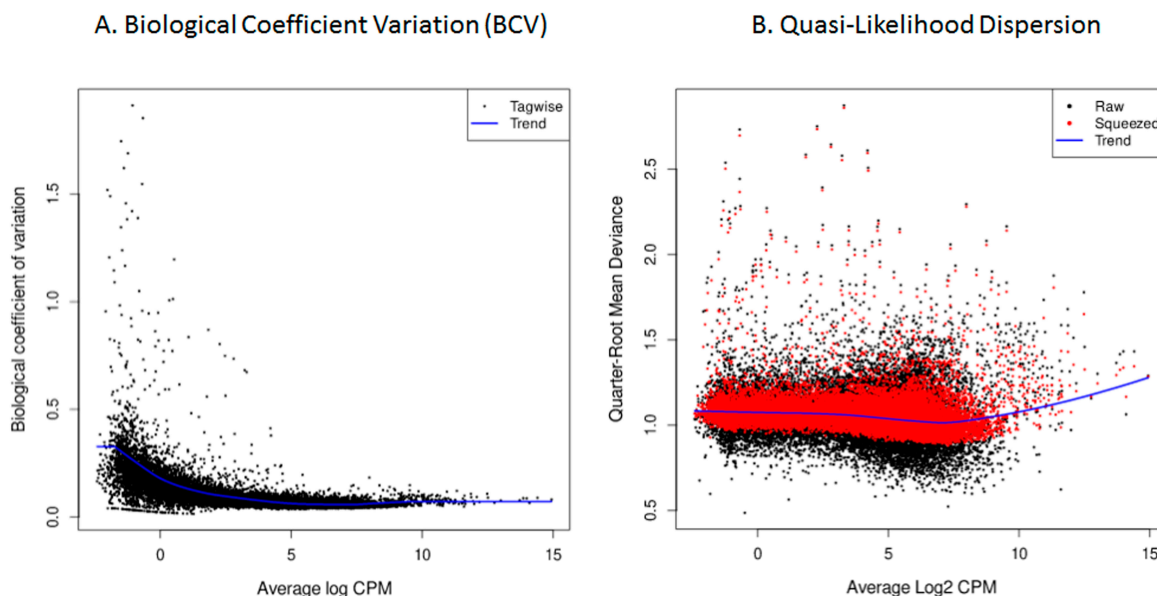 A. Biological Coefficient Variation (BCV)
Biological coefficient of variation
1.5
1.0
0.5
0.0
Tagwise
Trend
0
5
10
15
Average log CPM
B. Quasi-Likelihood Dispersion
Quarter-Root Mean Deviance
2.5
2.0
1.5
1.0
0.5
Raw
Squeezed
Trend
0
5
10
15
Average Log2 CPM